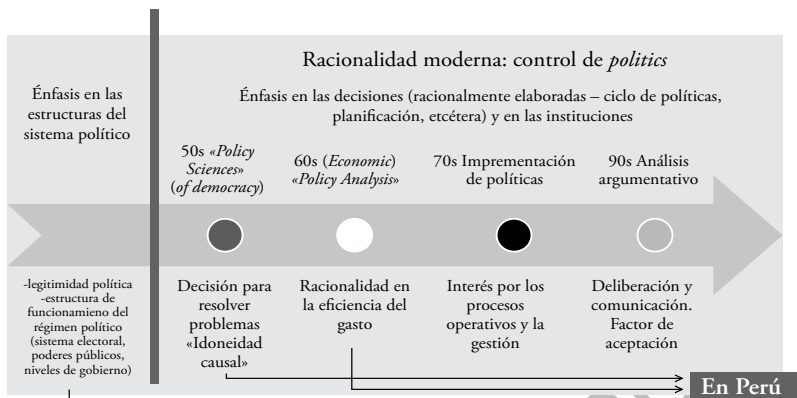 Racionalidad moderna: control de politics
Énfasis en las
estructuras del
sistema político
Énfasis en las decisiones (racionalmente elaboradas – ciclo de políticas,
planificación, etcétera) y en las instituciones
50s «Policy
Sciences»
(of democracy)
60s (Economic)
«Policy Analysis»
70s Imprementación
de políticas
90s Análisis
argumentativo
-legitimidad política
-estructura de
funcionamieno del
régimen político
(sistema electoral,
poderes públicos,
niveles de gobierno)
Decisión para
resolver
problemas
«Idoneidad
causal»
Racionalidad en
la eficiencia del
gasto
Interés por los
procesos
operativos y la
gestión
Deliberación y
comunicación.
Factor de
aceptación
En Perú